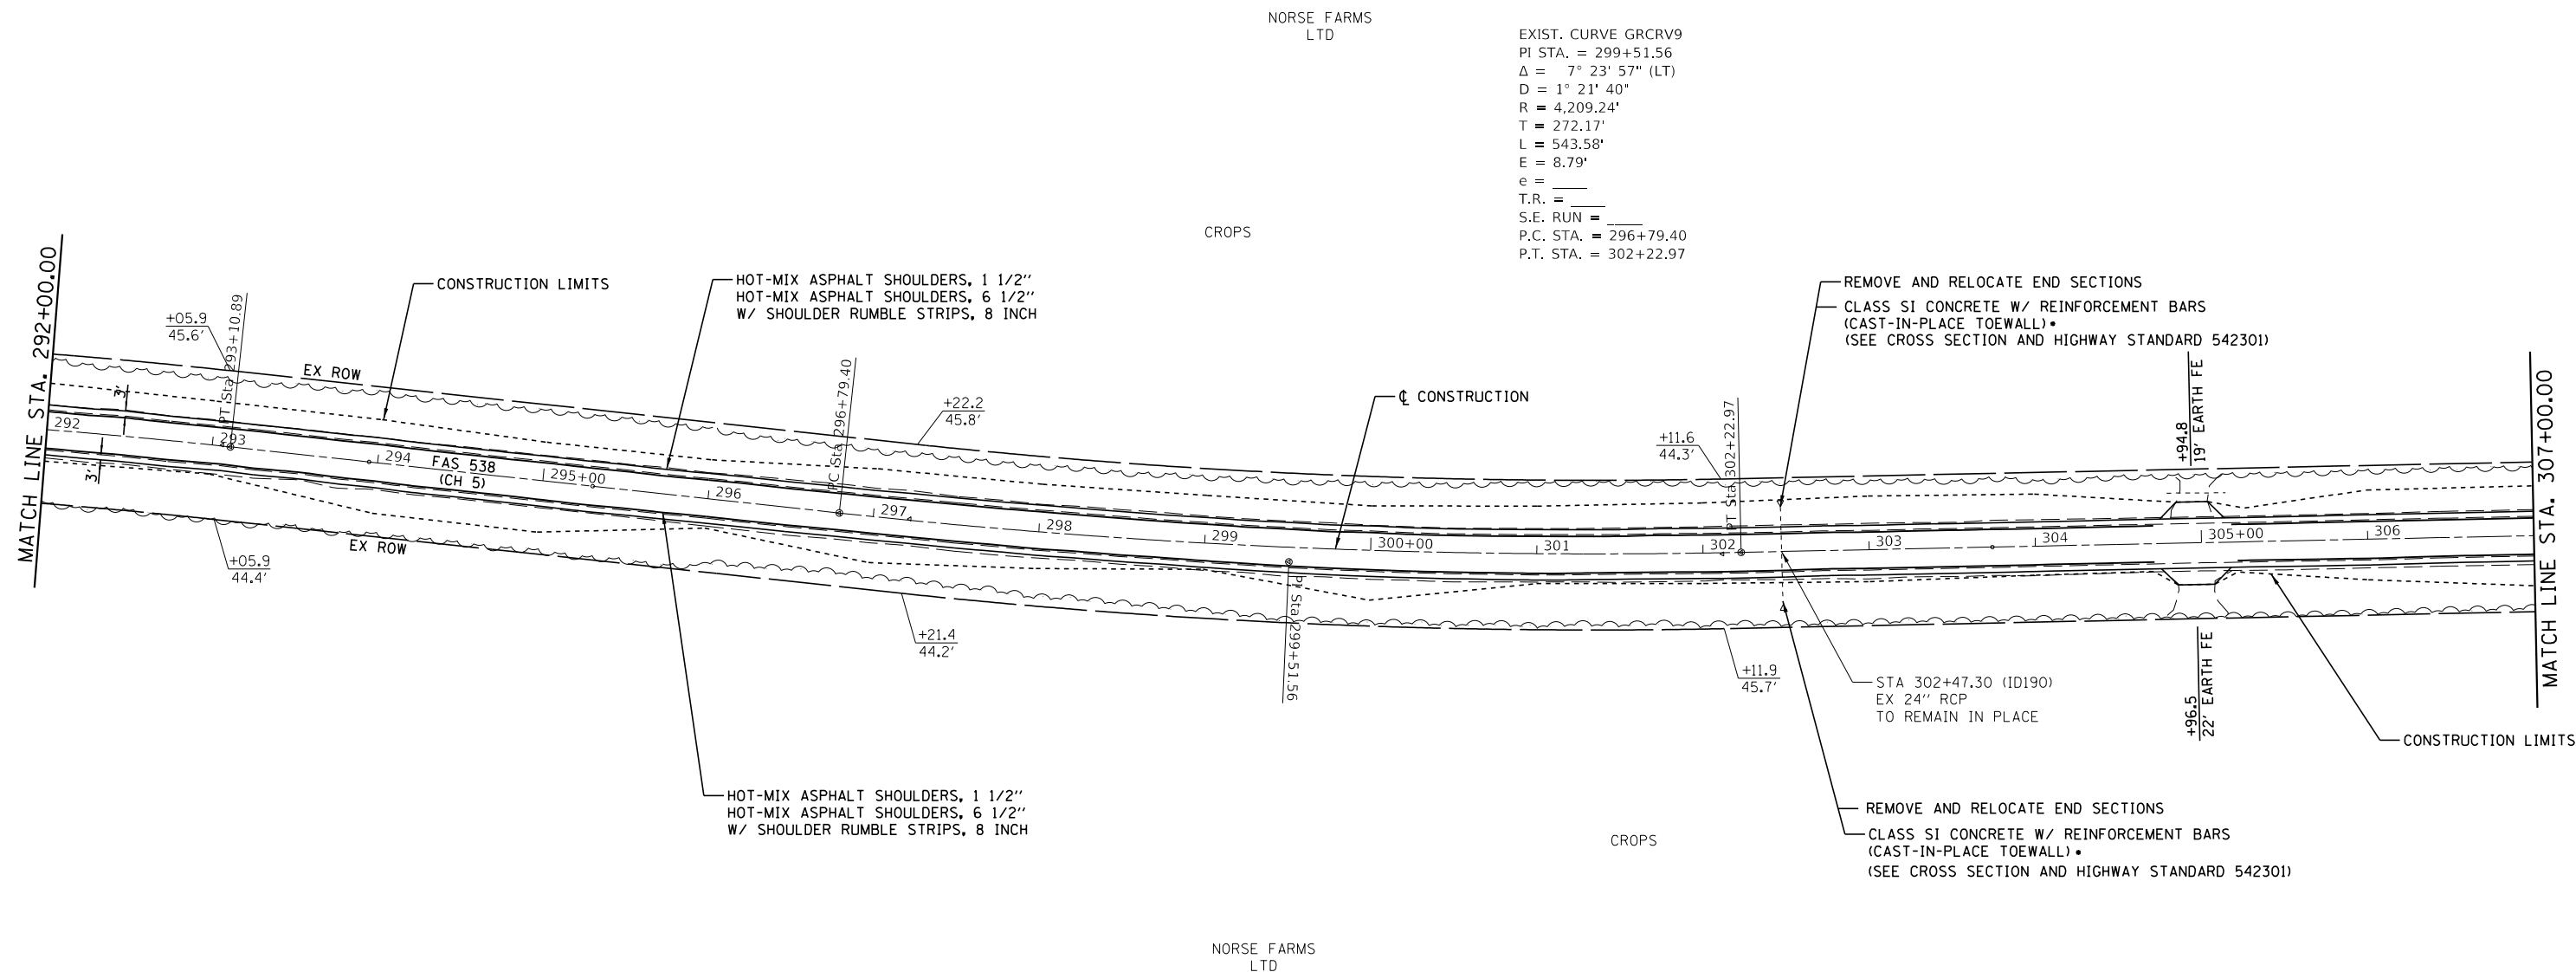 NORSE FARMS
LTD
EXIST. CURVE GRCRV9
PI STA. = 299+51.56
Δ = 7° 23' 57" (LT)
D = 1° 21' 40"
R = 4,209.24'
T = 272.17'
L = 543.58'
E = 8.79'
e = ____
T.R. = ____
S.E. RUN = ____
P.C. STA. = 296+79.40
P.T. STA. = 302+22.97
CROPS
MATCH LINE STA. 292+00.00
CONSTRUCTION LIMITS
HOT-MIX ASPHALT SHOULDERS, 1 1/2"
HOT-MIX ASPHALT SHOULDERS, 6 1/2"
W/ SHOULDER RUMBLE STRIPS, 8 INCH
REMOVE AND RELOCATE END SECTIONS
CLASS SI CONCRETE W/ REINFORCEMENT BARS
(CAST-IN-PLACE TOEWALL)•
(SEE CROSS SECTION AND HIGHWAY STANDARD 542301)
+05.9
45.6'
PT Sta 293+10.89
EX ROW
PC Sta 296+79.40
+22.2
45.8'
℄ CONSTRUCTION
+11.6
44.3'
PT Sta 302+22.97
+94.8
19' EARTH FE
MATCH LINE STA. 307+00.00
3'
3'
292
293
294
FAS 538
(CH 5)
295+00
296
297
298
299
300+00
301
302
303
304
305+00
306
EX ROW
+05.9
44.4'
+21.4
44.2'
PI Sta 299+51.56
+11.9
45.7'
STA 302+47.30 (ID190)
EX 24" RCP
TO REMAIN IN PLACE
+96.5
22' EARTH FE
CONSTRUCTION LIMITS
HOT-MIX ASPHALT SHOULDERS, 1 1/2"
HOT-MIX ASPHALT SHOULDERS, 6 1/2"
W/ SHOULDER RUMBLE STRIPS, 8 INCH
CROPS
REMOVE AND RELOCATE END SECTIONS
CLASS SI CONCRETE W/ REINFORCEMENT BARS
(CAST-IN-PLACE TOEWALL)•
(SEE CROSS SECTION AND HIGHWAY STANDARD 542301)
NORSE FARMS
LTD